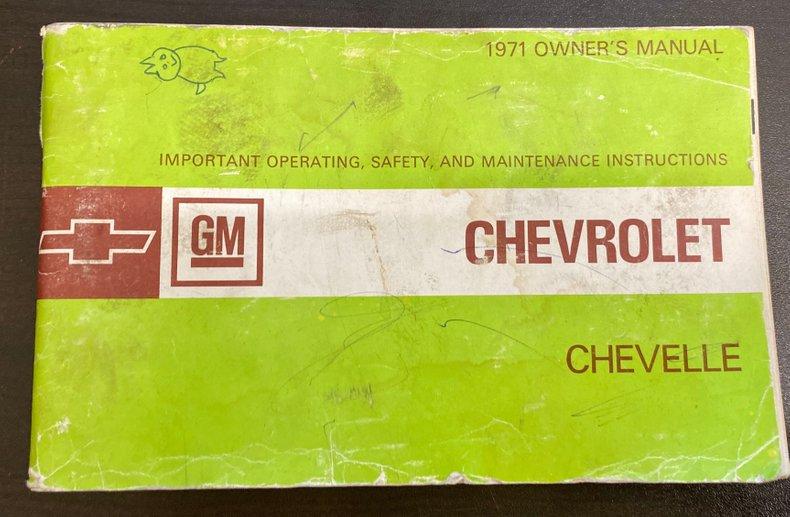 1971 OWNER'S MANUAL
IMPORTANT OPERATING, SAFETY, AND MAINTENANCE INSTRUCTIONS
GM
CHEVROLET
CHEVELLE